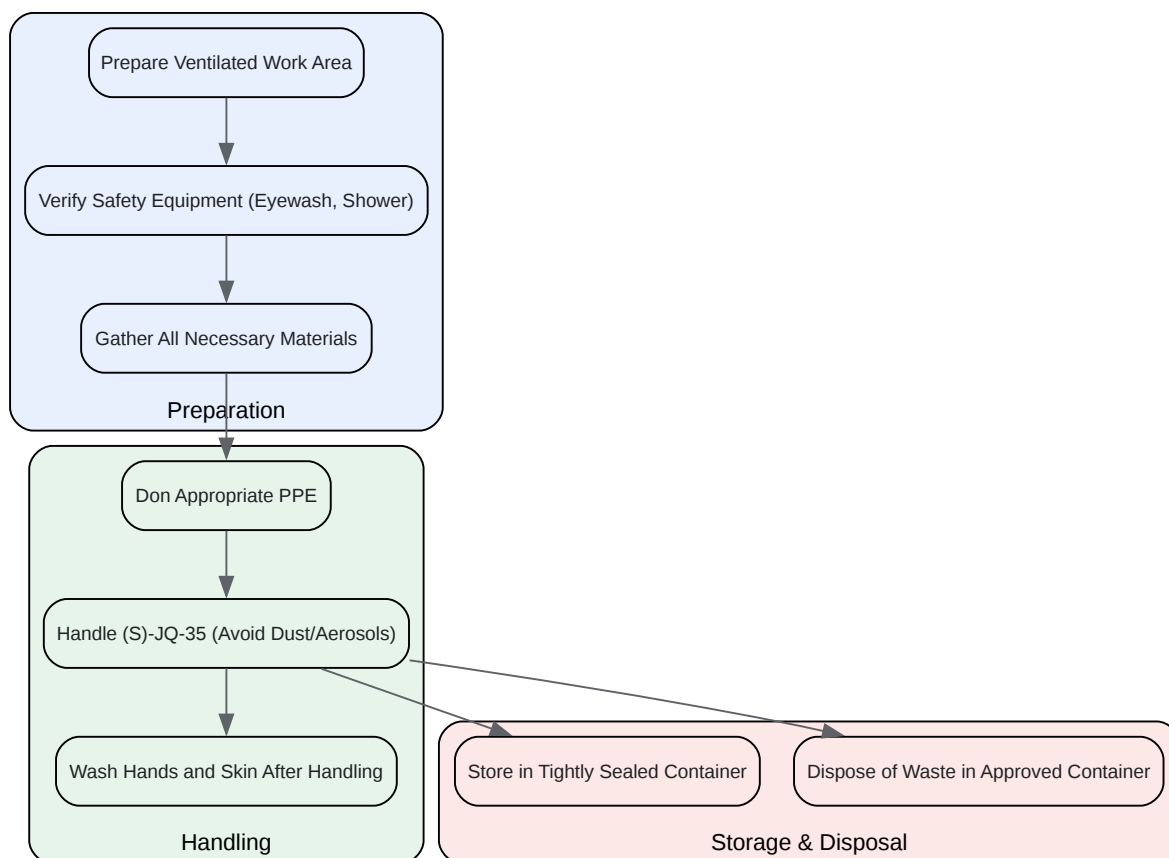 Prepare Ventilated Work Area
Verify Safety Equipment (Eyewash, Shower)
Gather All Necessary Materials
Preparation
Don Appropriate PPE
Handle (S)-JQ-35 (Avoid Dust/Aerosols)
Wash Hands and Skin After Handling
Handling
Store in Tightly Sealed Container
Dispose of Waste in Approved Container
Storage & Disposal